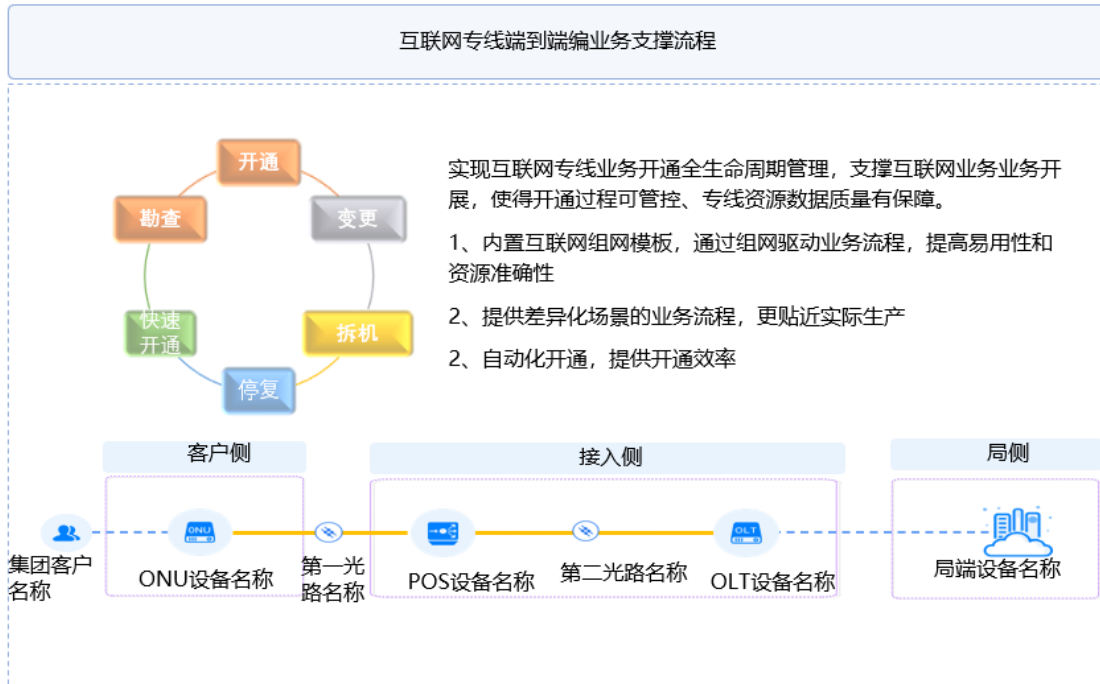 互联网专线端到端编业务支撑流程
开通
勘查
变更
快速
开通
拆机
停复
实现互联网专线业务开通全生命周期管理，支撑互联网业务业务开
展，使得开通过程可管控、专线资源数据质量有保障。
1、内置互联网组网模板，通过组网驱动业务流程，提高易用性和
资源准确性
2、提供差异化场景的业务流程，更贴近实际生产
2、自动化开通，提供开通效率
客户侧
接入侧
局侧
ONU
OLT
集团客户
名称
ONU设备名称
第一光
路名称
POS设备名称
第二光路名称
OLT设备名称
局端设备名称